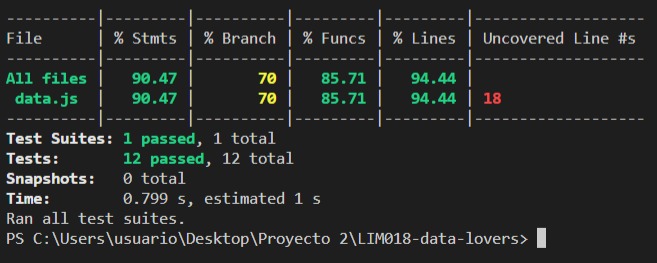 ----------|---------|----------|---------|---------|-------------------
File      | % Stmts | % Branch | % Funcs | % Lines | Uncovered Line #s
----------|---------|----------|---------|---------|-------------------
All files |   90.47 |       70 |   85.71 |   94.44 |
 data.js  |   90.47 |       70 |   85.71 |   94.44 | 18
----------|---------|----------|---------|---------|-------------------
Test Suites: 1 passed, 1 total
Tests:       12 passed, 12 total
Snapshots:   0 total
Time:        0.799 s, estimated 1 s
Ran all test suites.
PS C:\Users\usuario\Desktop\Proyecto 2\LIM018-data-lovers>